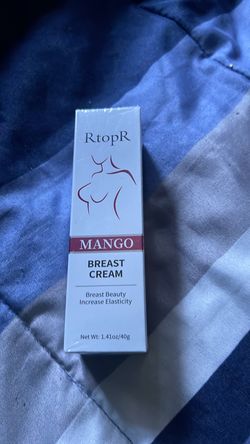 RtopR
MANGO
BREAST
CREAM
Breast Beauty
Increase Elasticity
Net Wt: 1.41oz/40g